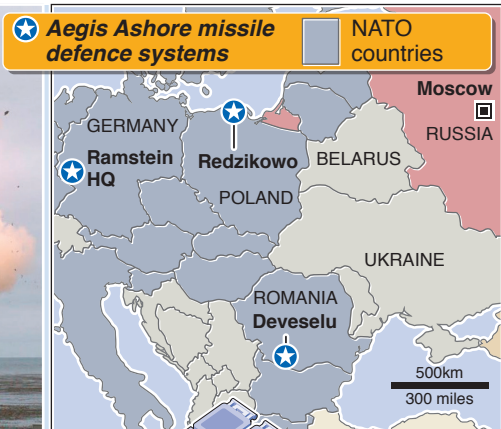 Aegis Ashore missile
defence systems
NATO
countries
Moscow
RUSSIA
GERMANY
Ramstein
HQ
Redzikowo
BELARUS
POLAND
UKRAINE
ROMANIA
Deveselu
500km
300 miles